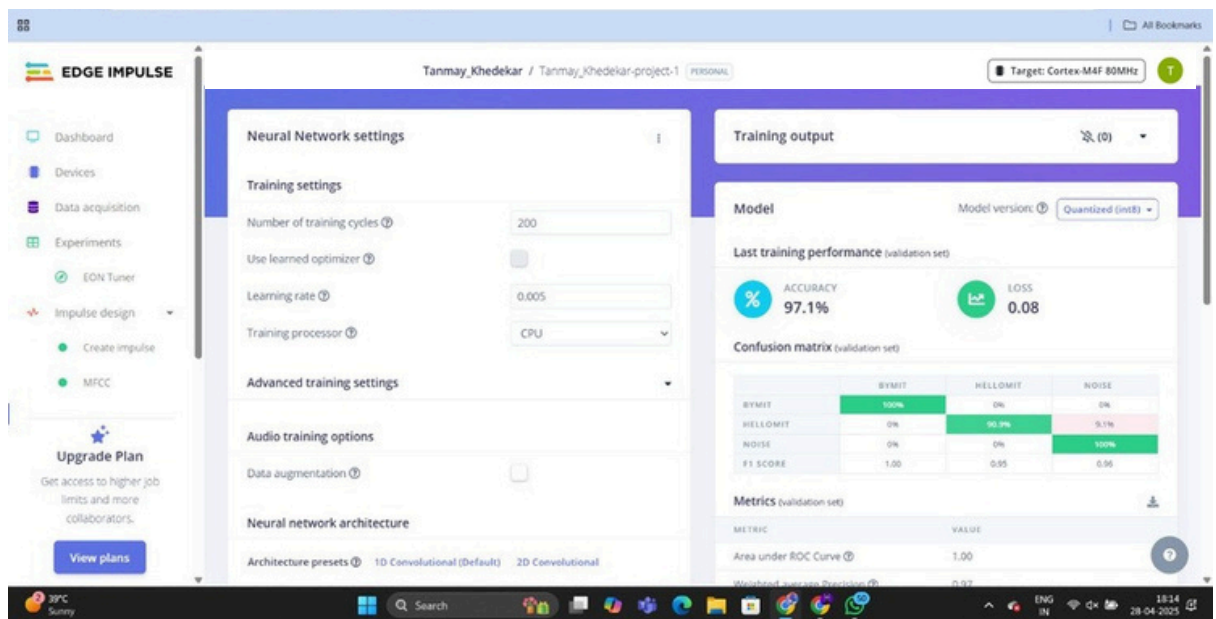 All Bookmarks
EDGE IMPULSE
Tanmay_Khedekar / Tanmay_Khedekar-project-1 PERSONAL
Target: Cortex-M4F 80MHz
T
Dashboard
Devices
Data acquisition
Experiments
EON Tuner
Impulse design
Create impulse
MFCC
Upgrade Plan
Get access to higher job
limits and more
collaborators.
View plans
Neural Network settings
Training settings
Number of training cycles ? 200
Use learned optimizer ?
Learning rate ? 0.005
Training processor ? CPU
Advanced training settings
Audio training options
Data augmentation ?
Neural network architecture
Architecture presets ? 1D Convolutional (Default) 2D Convolutional
Training output (0)
Model Model version: ? Quantized (int8)
Last training performance (validation set)
% ACCURACY
97.1%
LOSS
0.08
Confusion matrix (validation set)
BYMIT HELLOMIT NOISE
BYMIT 100% 0% 0%
HELLOMIT 0% 90.9% 9.1%
NOISE 0% 0% 100%
F1 SCORE 1.00 0.95 0.96
Metrics (validation set)
METRIC VALUE
Area under ROC Curve ? 1.00
Weighted average Precision ? 0.97
?
2
39°C
Sunny
Search
90
ENG
IN
18:14
28-04-2025